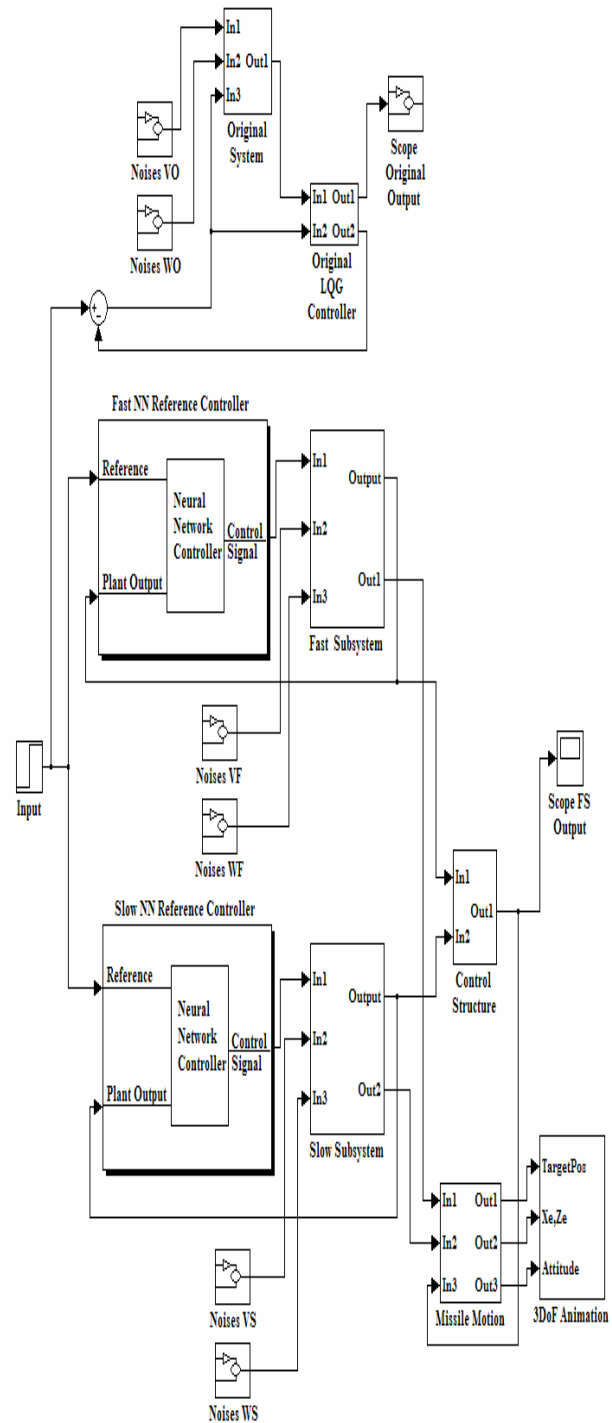 In1
In2 Out1
In3
Original
System
Noises VO
Noises WO
Scope
Original
Output
In1 Out1
In2 Out2
Original
LQG
Controller
+
-
Fast NN Reference Controller
Reference
Neural
Network
Controller
Control
Signal
Plant Output
In1
Output
In2
Out1
In3
Fast Subsystem
Noises VF
Noises WF
Input
Scope FS
Output
In1
Out1
In2
Control
Structure
Slow NN Reference Controller
Reference
Neural
Network
Controller
Control
Signal
Plant Output
In1
Output
In2
Out2
In3
Slow Subsystem
In1 Out1
In2 Out2
In3 Out3
Missile Motion
TargetPos
Xe,Ze
Attitude
3DoF Animation
Noises VS
Noises WS